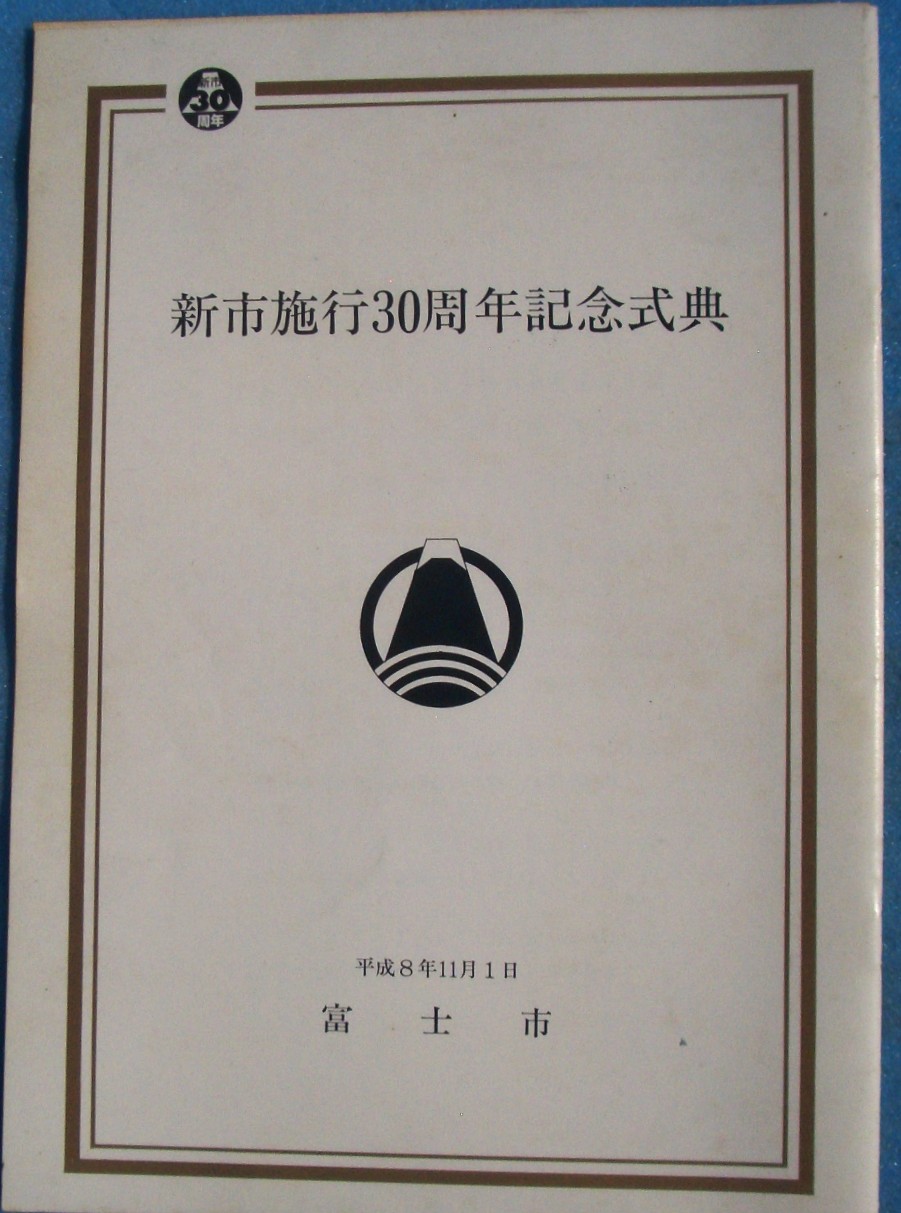 新市
30
周年
新市施行30周年記念式典
平成8年11月1日
富士市